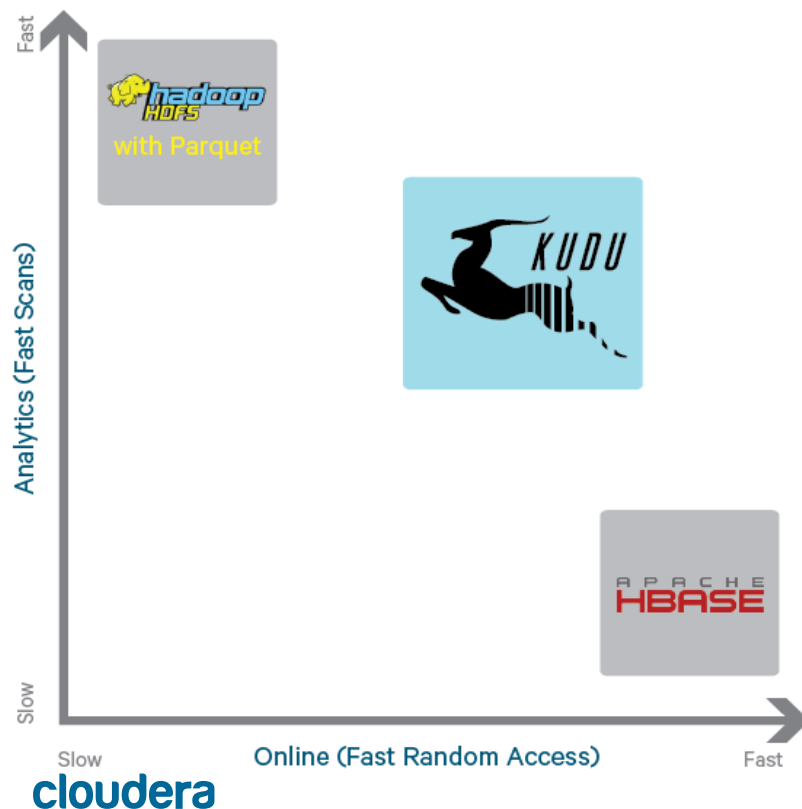 Fast
hadoop
HDFS
with Parquet
KUDU
Analytics (Fast Scans)
APACHE
HBASE
Slow
Slow
Online (Fast Random Access)
Fast
cloudera